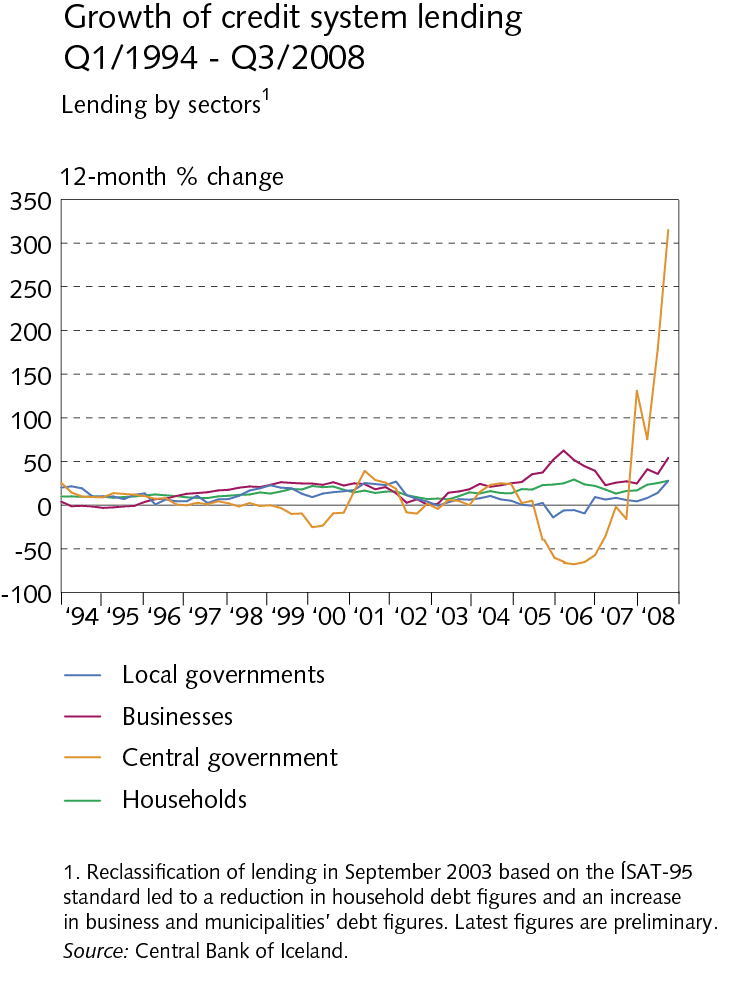 Growth of credit system lending
Q1/1994 - Q3/2008
Lending by sectors1
12-month % change
350
300
250
200
150
100
50
0
-50
-100
‘94 ‘95 ‘96 ‘97 ‘98 ‘99 ‘00 ‘01 ‘02 ‘03 ‘04 ‘05 ‘06 ‘07 ‘08
Local governments
Businesses
Central government
Households
1. Reclassification of lending in September 2003 based on the ÍSAT-95
standard led to a reduction in household debt figures and an increase
in business and municipalities’ debt figures. Latest figures are preliminary.
Source: Central Bank of Iceland.